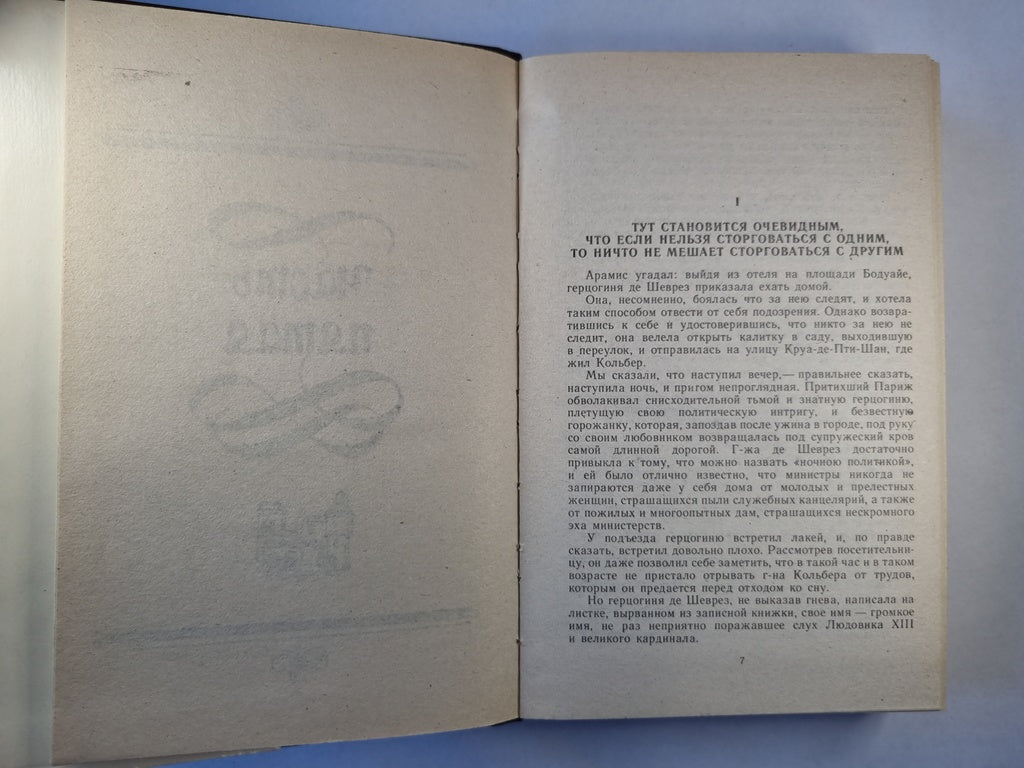 I
ТУТ СТАНОВИТСЯ ОЧЕВИДНЫМ,
ЧТО ЕСЛИ НЕЛЬЗЯ СТОРГОВАТЬСЯ С ОДНИМ,
ТО НИЧТО НЕ МЕШАЕТ СТОРГОВАТЬСЯ С ДРУГИМ
Арамис угадал: выйдя из отеля на площади Бодуайе,
герцогиня де Шеврез приказала ехать домой.
Она, несомненно, боялась что за нею следят, и хотела
таким способом отвести от себя подозрения. Однако возвра-
тившись к себе и удостоверившись, что никто за нею не
следит, она велела открыть калитку в саду, выходившую
в переулок, и отправилась на улицу Круа-де-Пти-Шан, где
жил Кольбер.
Мы сказали, что наступил вечер,— правильнее сказать,
наступила ночь, и притом непроглядная. Притихший Париж
обволакивал снисходительной тьмой и знатную герцогиню,
плетущую свою политическую интригу, и безвестную
горожанку, которая, запоздав после ужина в городе, под руку
со своим любовником возвращалась под супружеский кров
самой длинной дорогой. Г-жа де Шеврез достаточно
привыкла к тому, что можно назвать «ночною политикой»,
и ей было отлично известно, что министры никогда не
запираются даже у себя дома от молодых и прелестных
женщин, страшащихся пыли служебных канцелярий, а также
от пожилых и многоопытных дам, страшащихся нескромного
эха министерств.
У подъезда герцогиню встретил лакей, и, по правде
сказать, встретил довольно плохо. Рассмотрев посетительни-
цу, он даже позволил себе заметить, что в такой час и в таком
возрасте не пристало отрывать г-на Кольбера от трудов,
которым он предается перед отходом ко сну.
Но герцогиня де Шеврез, не выказав гнева, написала на
листке, вырванном из записной книжки, свое имя — громкое
имя, не раз неприятно поражавшее слух Людовика XIII
и великого кардинала.
7